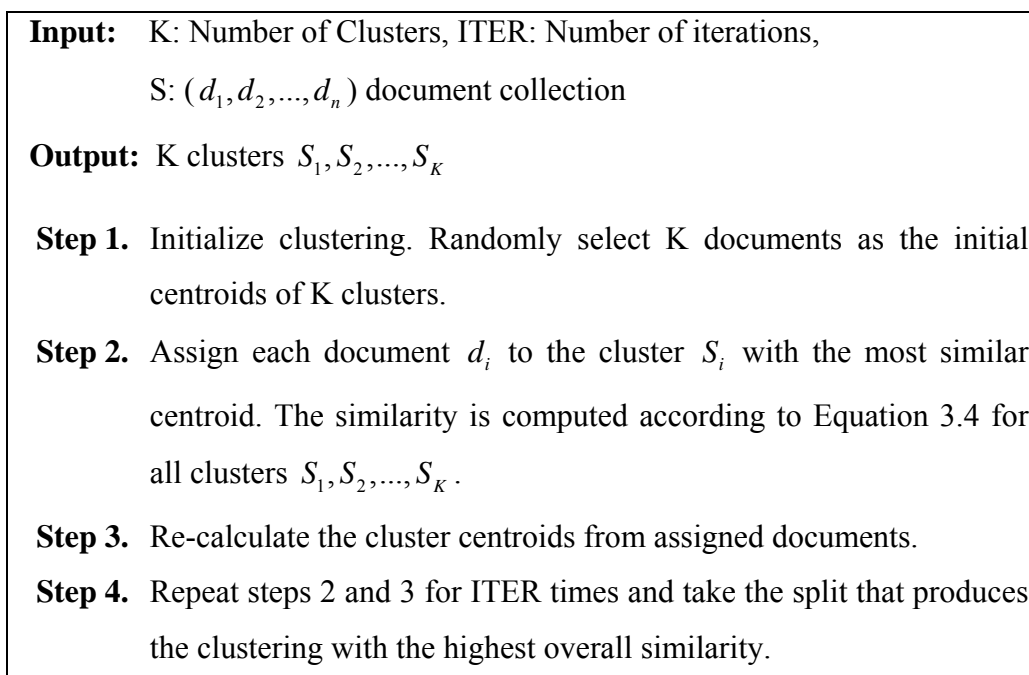 Input: K: Number of Clusters, ITER: Number of iterations,
S: (d₁,d₂,...,dₙ) document collection
Output: K clusters S₁,S₂,...,S_K
Step 1. Initialize clustering. Randomly select K documents as the initial
centroids of K clusters.
Step 2. Assign each document dᵢ to the cluster Sᵢ with the most similar
centroid. The similarity is computed according to Equation 3.4 for
all clusters S₁,S₂,...,S_K.
Step 3. Re-calculate the cluster centroids from assigned documents.
Step 4. Repeat steps 2 and 3 for ITER times and take the split that produces
the clustering with the highest overall similarity.